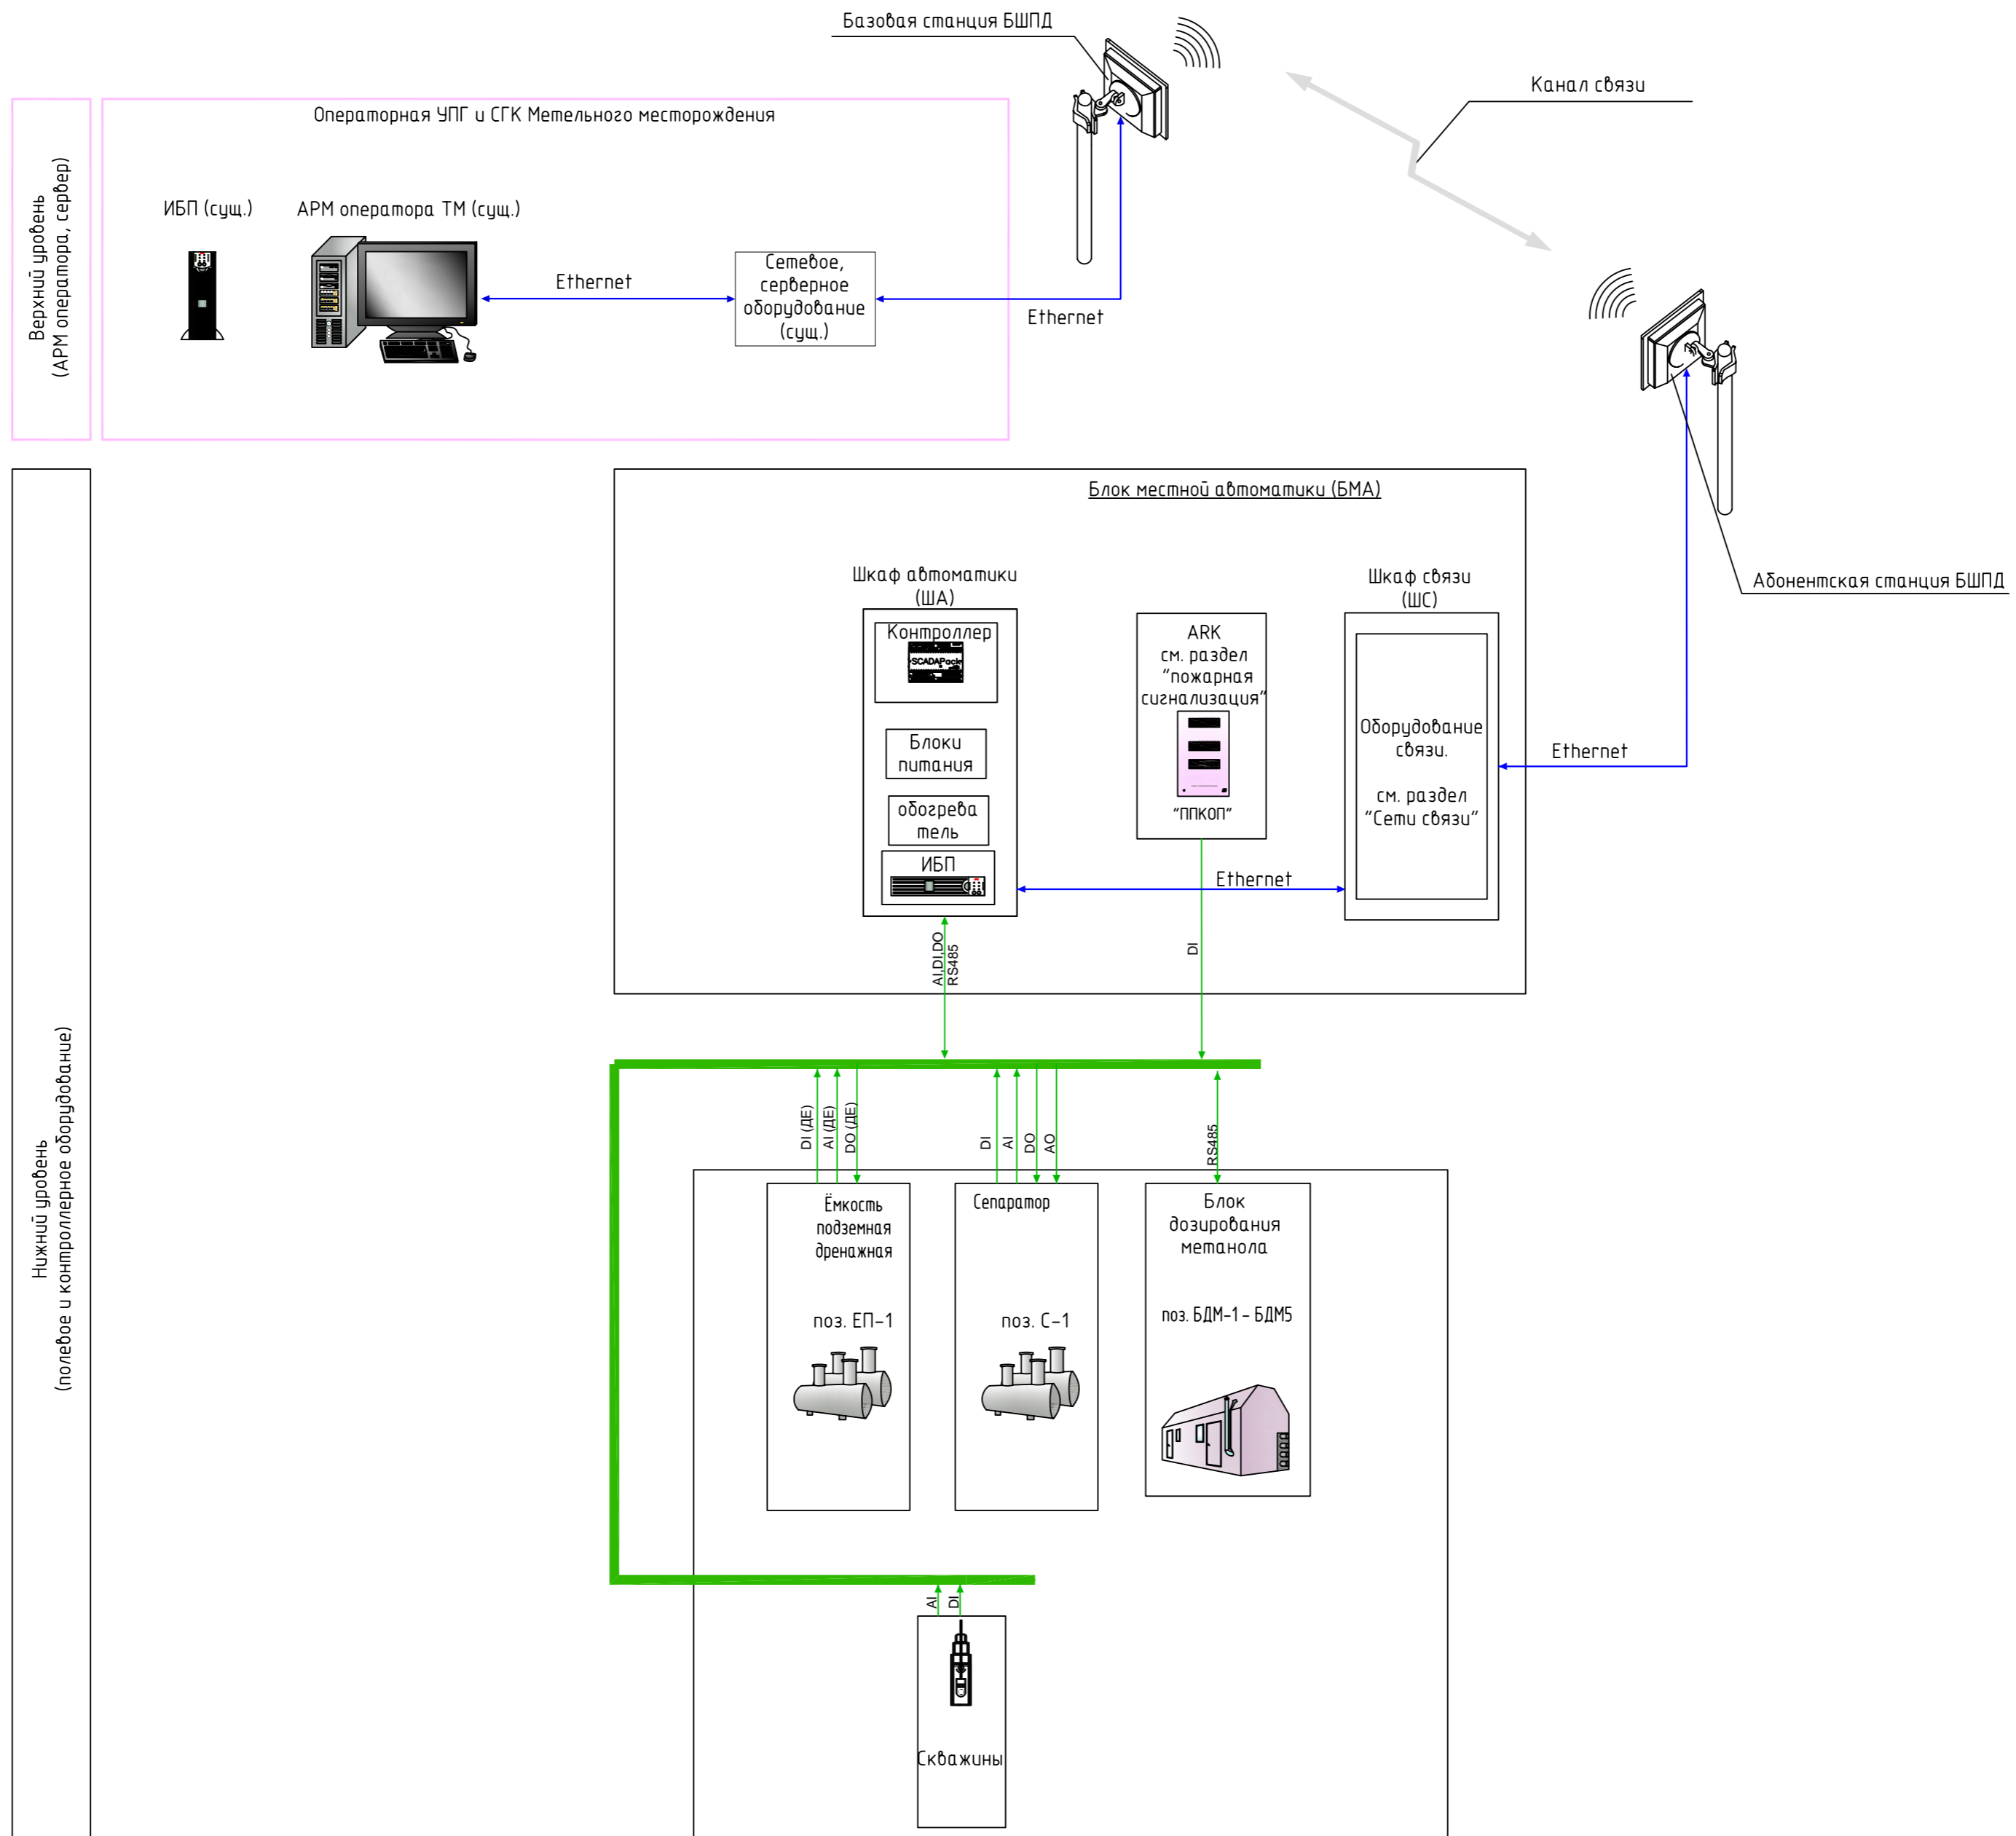 Базовая станция БШПД
Канал связи
Верхний уровень
(АРМ оператора, сервер)
Операторная УПГ и СГК Метельного месторождения
ИБП (сущ.)
АРМ оператора ТМ (сущ.)
Ethernet
Сетевое,
серверное
оборудование
(сущ.)
Ethernet
Абонентская станция БШПД
Нижний уровень
(полевое и контроллерное оборудование)
Блок местной автоматики (БМА)
Шкаф автоматики
(ША)
Контроллер
SCADAPack
Блоки
питания
обогрева
тель
ИБП
ARK
см. раздел
"пожарная
сигнализация"
"ППКОП"
Шкаф связи
(ШС)
Оборудование
связи.
см. раздел
"Сети связи"
Ethernet
Ethernet
AI,DI,DO
RS485
DI
DI (ДЕ)
AI (ДЕ)
DO (ДЕ)
DI
AI
DO
AO
RS485
Ёмкость
подземная
дренажная
поз. ЕП-1
Сепаратор
поз. С-1
Блок
дозирования
метанола
поз. БДМ-1 - БДМ5
AI
DI
Скважины